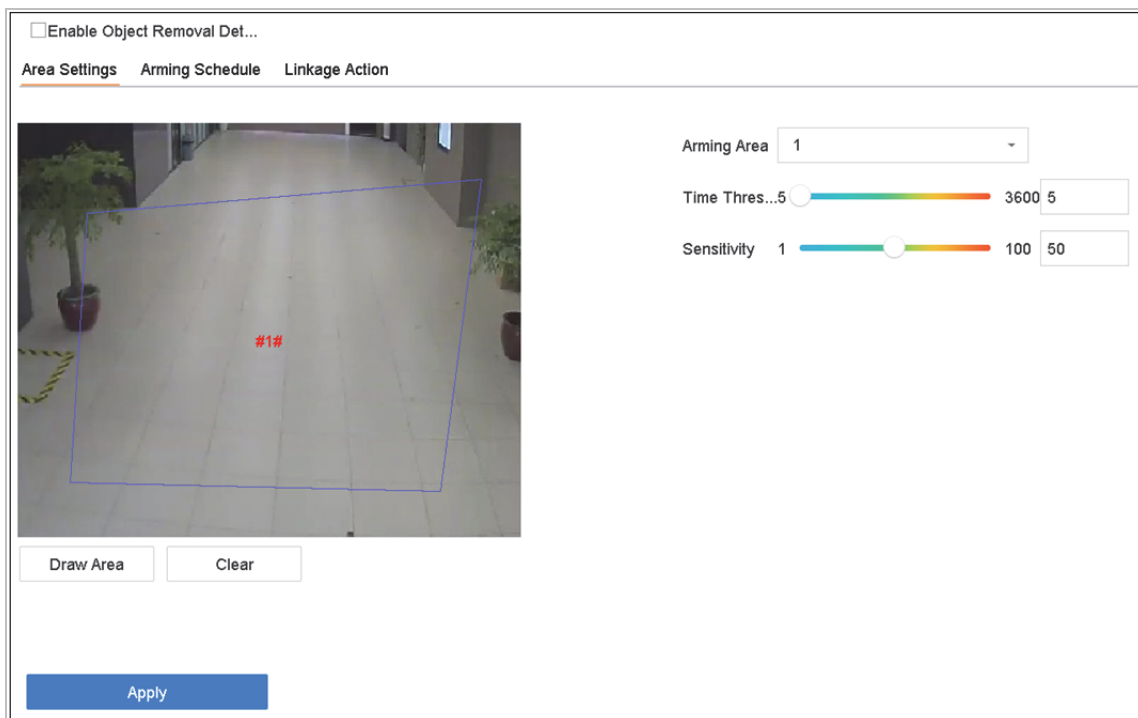 Enable Object Removal Det...
Area Settings Arming Schedule Linkage Action
Arming Area 1
Time Thres...5 3600 5
Sensitivity 1 100 50
#1#
Draw Area Clear
Apply